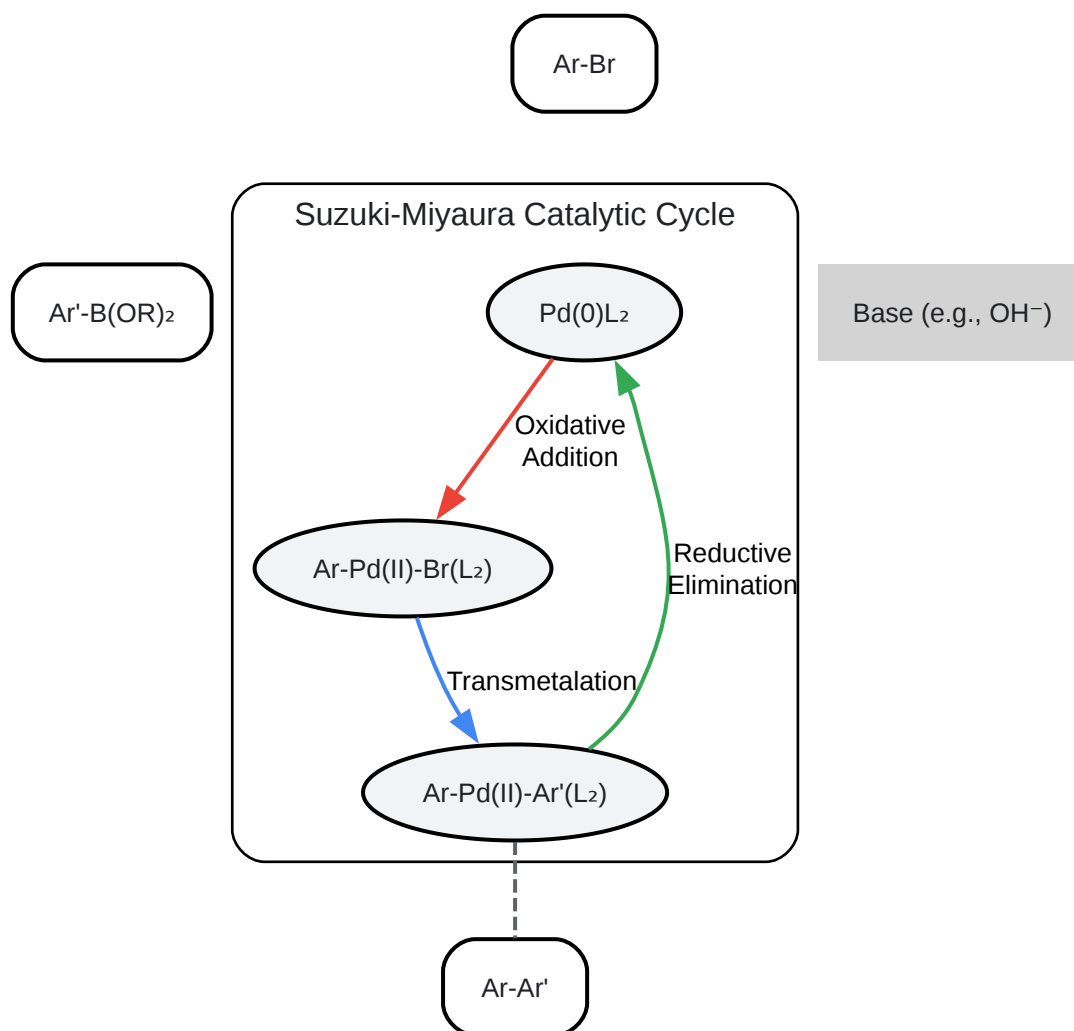 Ar-Br
Suzuki-Miyaura Catalytic Cycle
Ar'-B(OR)₂
Pd(0)L₂
Base (e.g., OH⁻)
Oxidative
Addition
Ar-Pd(II)-Br(L₂)
Reductive
Elimination
Transmetalation
Ar-Pd(II)-Ar'(L₂)
Ar-Ar'